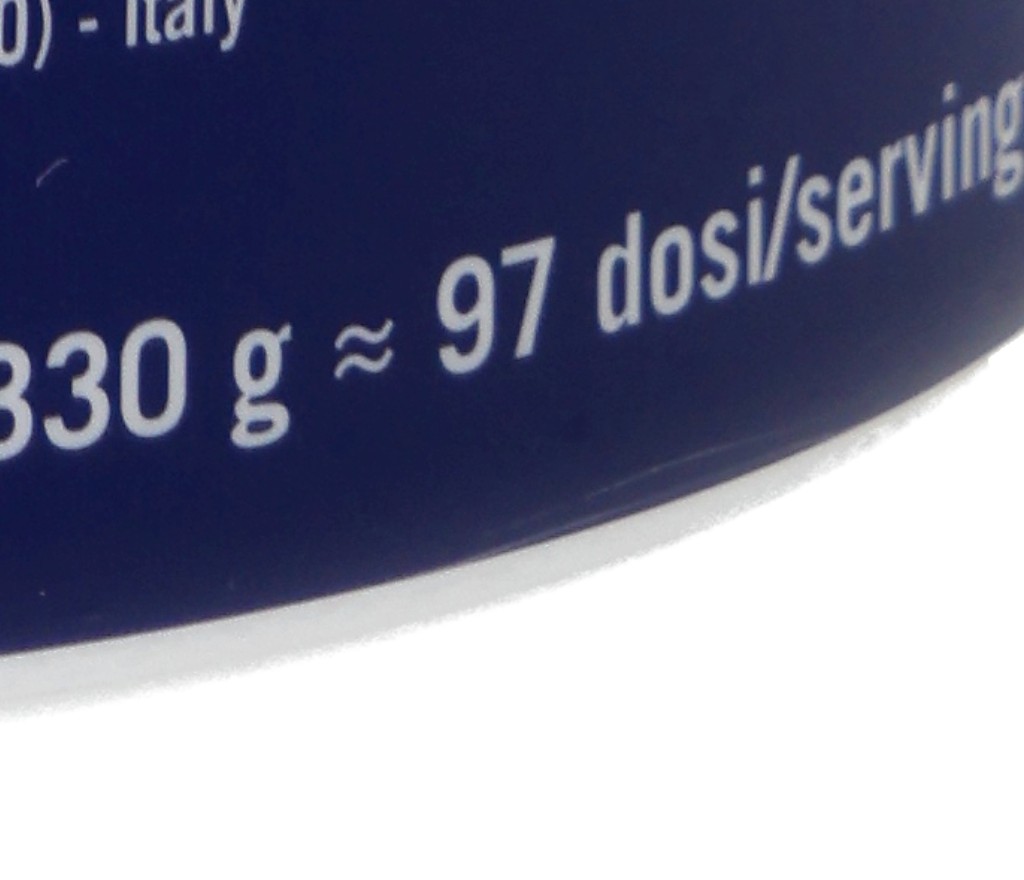 0) - Italy
330 g ≈ 97 dosi/serving